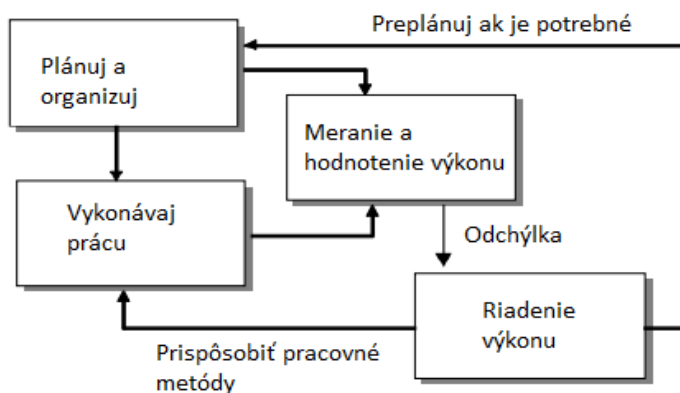 Preplánuj ak je potrebné
Plánuj a
organizuj
Meranie a
hodnotenie výkonu
Vykonávaj
prácu
Odchýlka
Riadenie
výkonu
Prispôsobiť pracovné
metódy